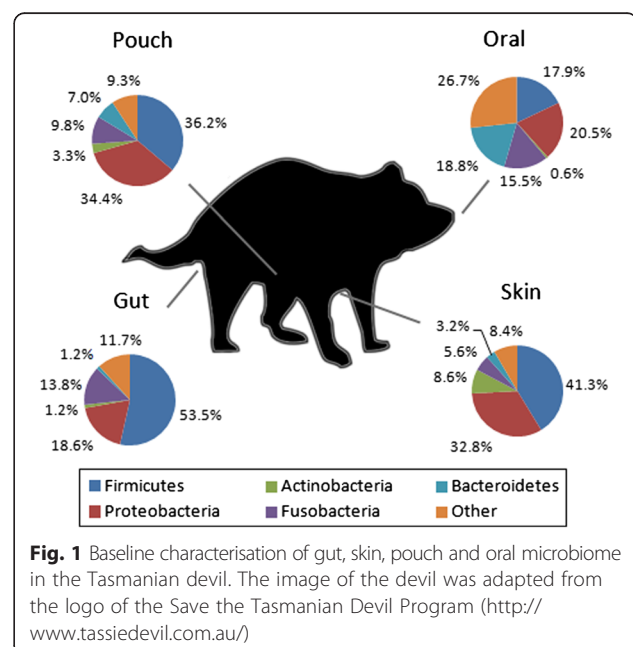 Pouch
9.3%
7.0%
9.8%
3.3%
36.2%
34.4%
Oral
26.7%
17.9%
20.5%
18.8%
15.5%
0.6%
Gut
1.2%
11.7%
13.8%
1.2%
53.5%
18.6%
Skin
3.2%
8.4%
5.6%
8.6%
41.3%
32.8%
Firmicutes
Actinobacteria
Bacteroidetes
Proteobacteria
Fusobacteria
Other
Fig. 1 Baseline characterisation of gut, skin, pouch and oral microbiome
in the Tasmanian devil. The image of the devil was adapted from
the logo of the Save the Tasmanian Devil Program (http://
www.tassiedevil.com.au/)